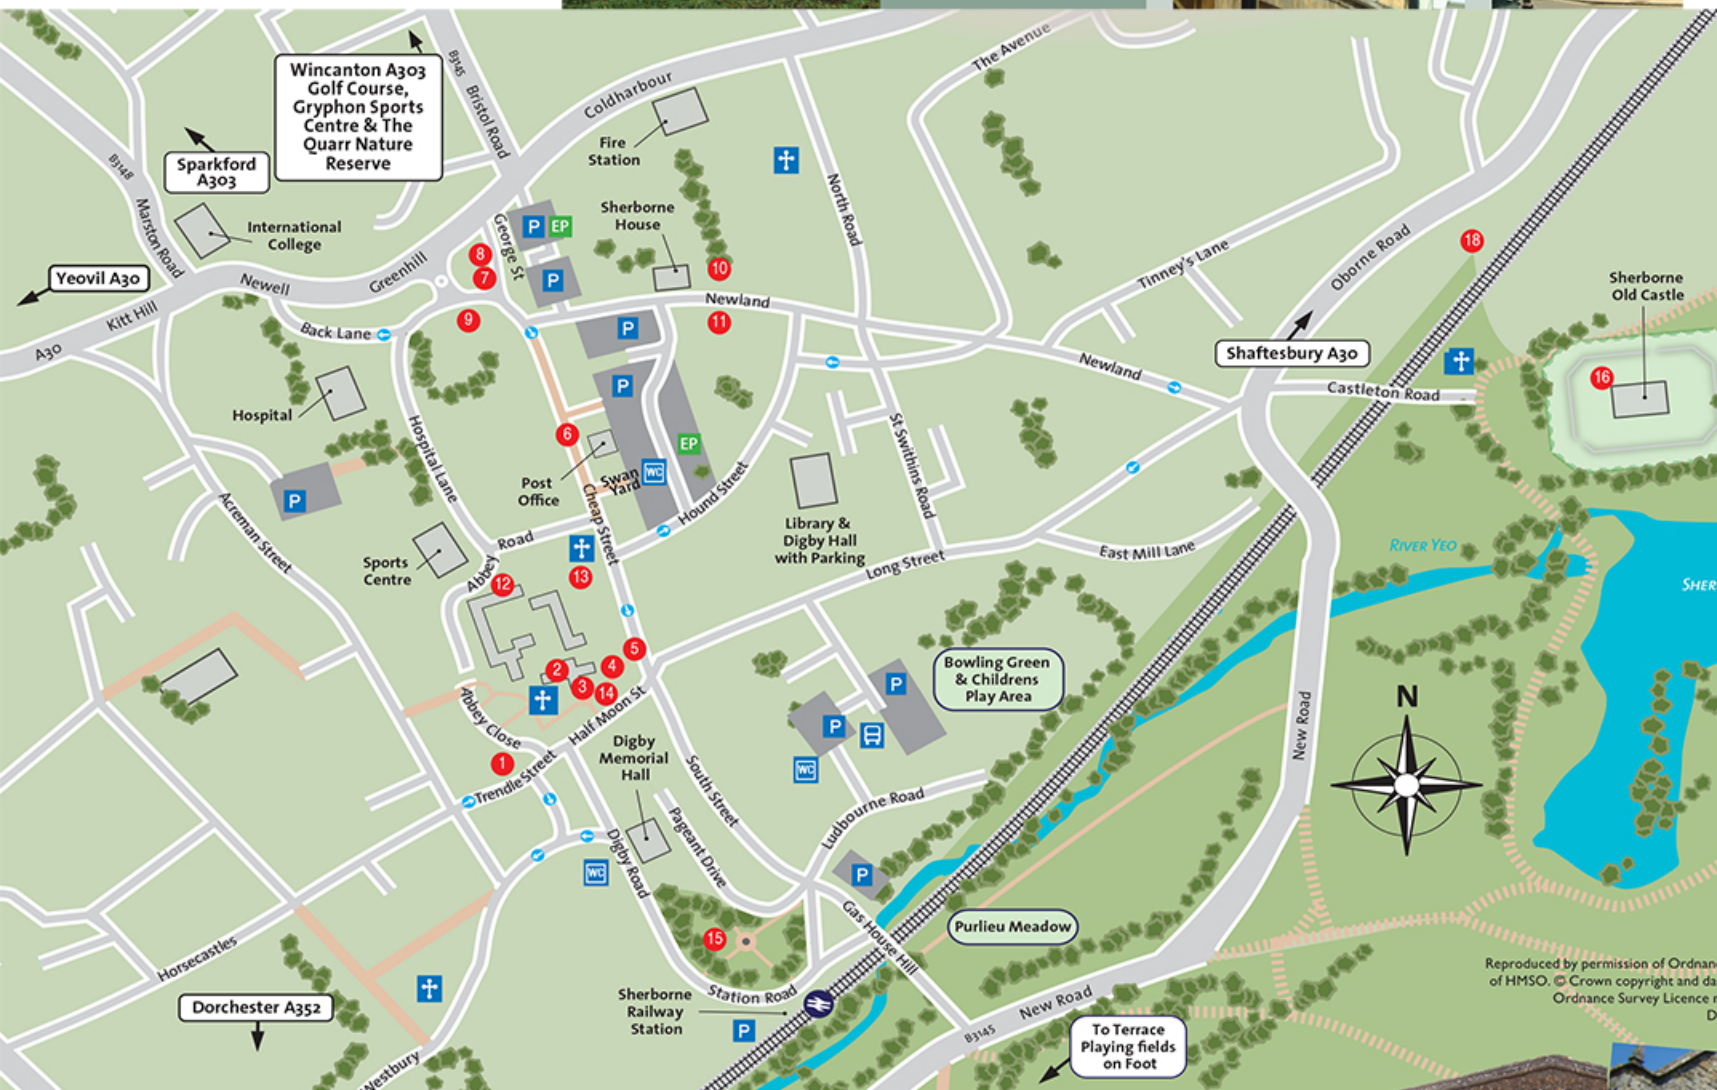 The Avenue
B3145
Bristol Road
Wincanton A303
Golf Course,
Gryphon Sports
Centre & The
Quarr Nature
Reserve
Coldharbour
Fire
Station
B3148
Sparkford
A303
Marston Road
International
College
George St
P
EP
Sherborne
House
North Road
Tinney's Lane
Oborne Road
18
Sherborne
Old Castle
Yeovil A30
Newell
Greenhill
8
7
P
10
Newland
11
9
Kitt Hill
A30
Back Lane
P
Shaftesbury A30
Newland
Castleton Road
16
Hospital
P
6
EP
WC
Post
Office
Swan
Yard
Hospital Lane
Cheap Street
Hound Street
St Swithins Road
P
Acreman Street
Library &
Digby Hall
with Parking
Sports
Centre
Abbey
Road
12
13
Long Street
East Mill Lane
RIVER YEO
SHER
5
4
2
3
14
Half Moon St
Abbey Close
1
Trendle Street
Digby
Memorial
Hall
South Street
P
P
WC
Bowling Green
& Childrens
Play Area
N
New Road
Pageant Drive
Ludbourne Road
Digby Road
WC
P
Gas House Hill
Purlieu Meadow
15
Horsecastles
Dorchester A352
Station Road
Sherborne
Railway
Station
P
New Road
B3145
To Terrace
Playing fields
on Foot
Westbury
Reproduced by permission of Ordnan
of HMSO. © Crown copyright and da
Ordnance Survey Licence
D